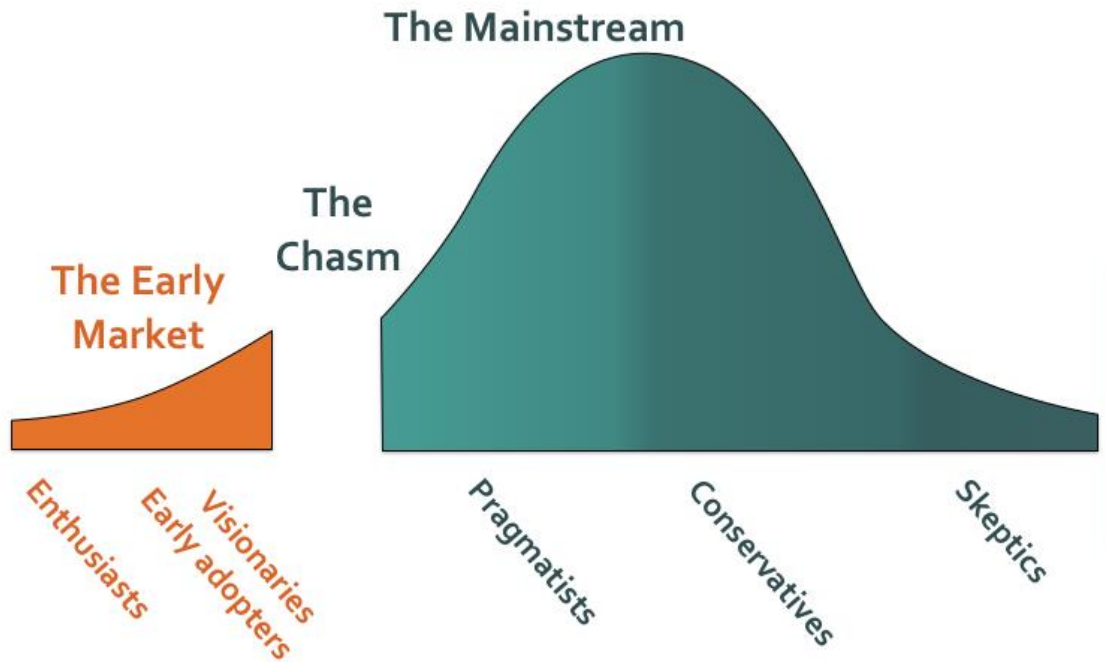 The Mainstream
The
Chasm
The Early
Market
Enthusiasts
Early adopters
Visionaries
Pragmatists
Conservatives
Skeptics